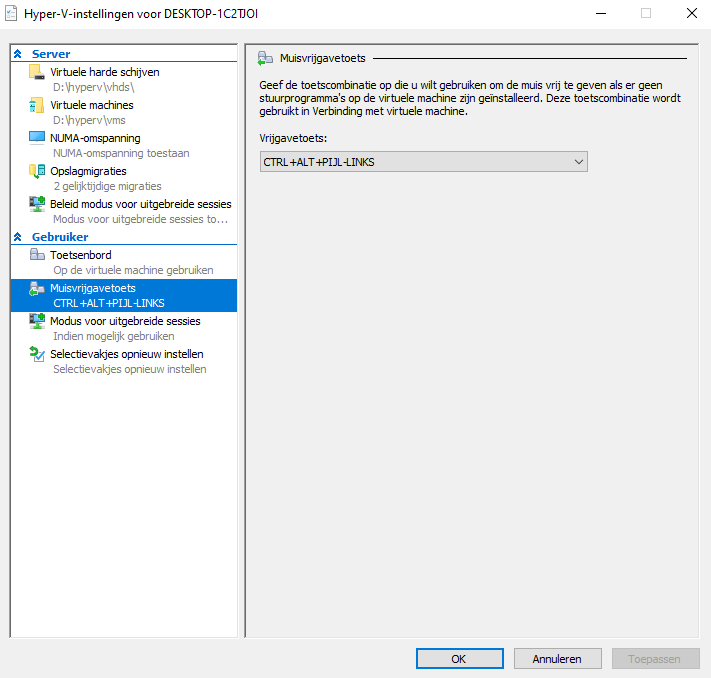 Hyper-V-instellingen voor DESKTOP-1C2TJOI
Server
Virtuele harde schijven
D:\hyperv\vhds\
Virtuele machines
D:\hyperv\vms
NUMA-omspanning
NUMA-omspanning toestaan
Opslagmigraties
2 gelijktijdige migraties
Beleid modus voor uitgebreide sessies
Modus voor uitgebreide sessies to...
Gebruiker
Toetsenbord
Op de virtuele machine gebruiken
Muisvrijgavetoets
CTRL+ALT+PIJL-LINKS
Modus voor uitgebreide sessies
Indien mogelijk gebruiken
Selectievakjes opnieuw instellen
Selectievakjes opnieuw instellen
Muisvrijgavetoets
Geef de toetscombinatie op die u wilt gebruiken om de muis vrij te geven als er geen
stuurprogramma's op de virtuele machine zijn geïnstalleerd. Deze toetscombinatie wordt
gebruikt in Verbinding met virtuele machine.
Vrijgavetoets:
CTRL+ALT+PIJL-LINKS
OK
Annuleren
Toepassen